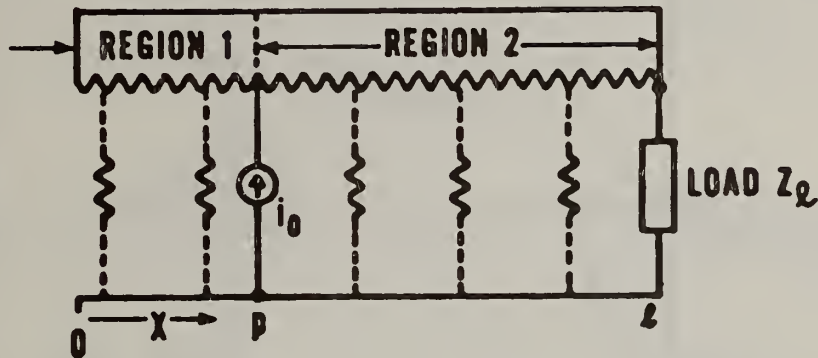 REGION 1
REGION 2
i₀
LOAD Zℓ
0
X
P
ℓ